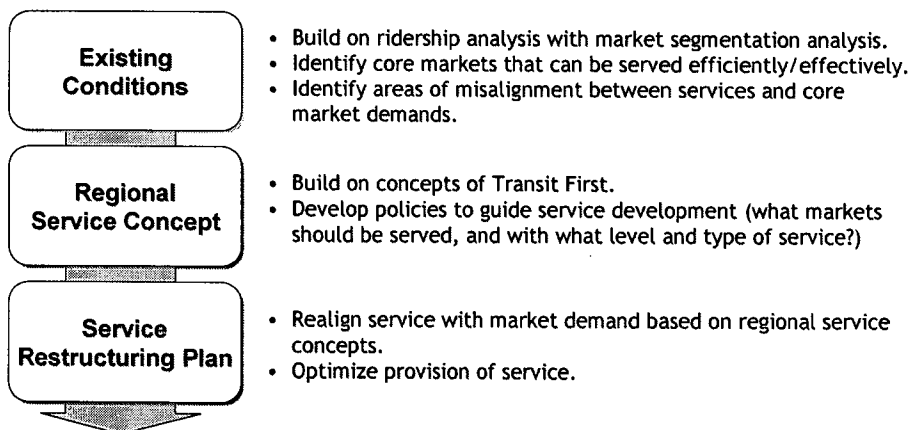 Existing
Conditions
• Build on ridership analysis with market segmentation analysis.
• Identify core markets that can be served efficiently/effectively.
• Identify areas of misalignment between services and core
market demands.
Regional
Service Concept
• Build on concepts of Transit First.
• Develop policies to guide service development (what markets
should be served, and with what level and type of service?)
Service
Restructuring Plan
• Realign service with market demand based on regional service
concepts.
• Optimize provision of service.